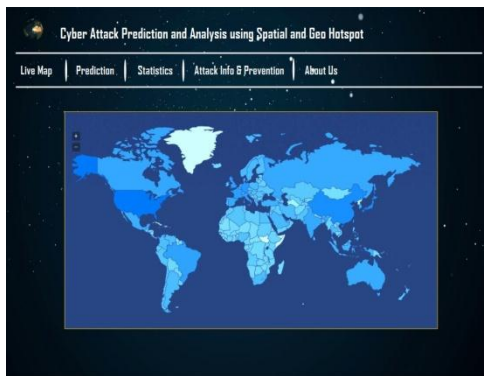 Cyber Attack Prediction and Analysis using Spatial and Geo Hotspot
Live Map Prediction Statistics Attack Info & Prevention About Us
+
-